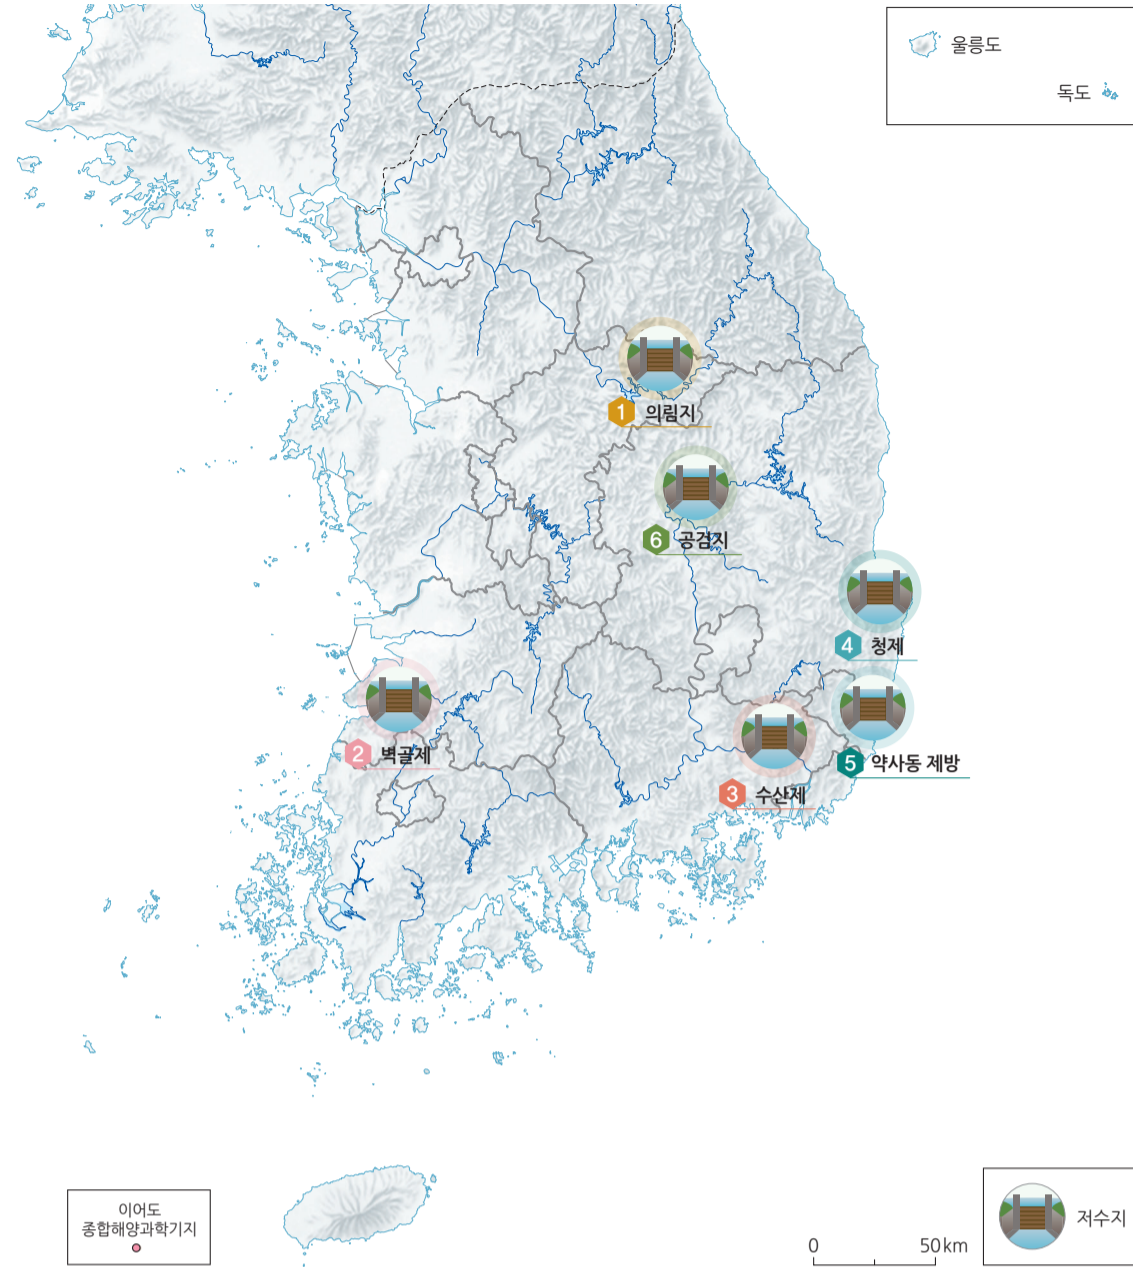 울릉도
독도
1 의림지
6 공검지
4 청제
2 벽골제
5 약사동 제방
3 수산제
이어도
종합해양과학기지
저수지
0 50km